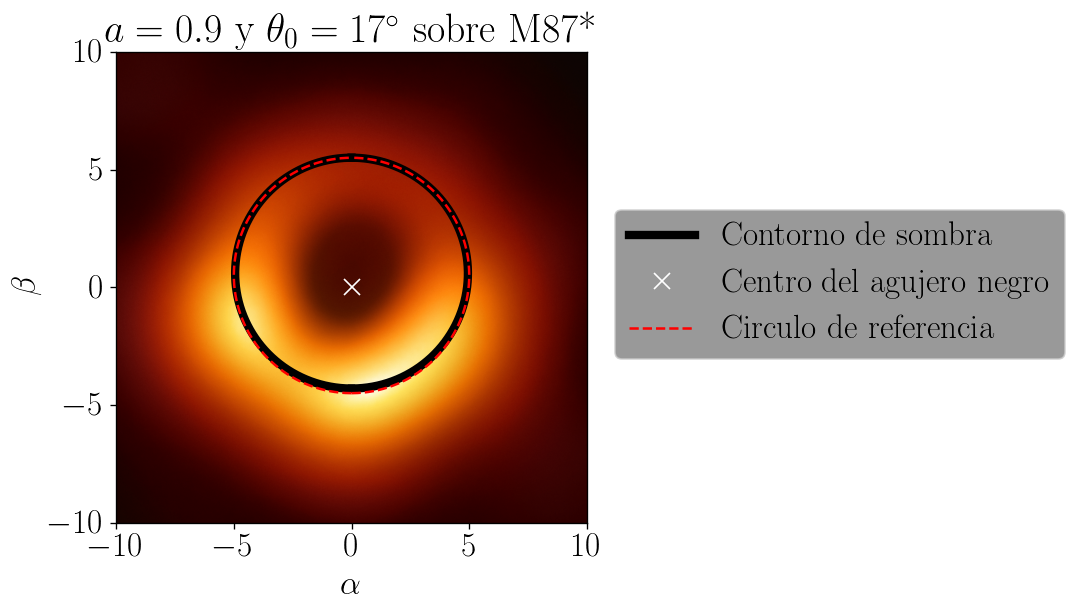 a = 0.9 y θ₀ = 17° sobre M87*
10
5
0
−5
−10
β
−10 −5 0 5 10
α
Contorno de sombra
Centro del agujero negro
Circulo de referencia